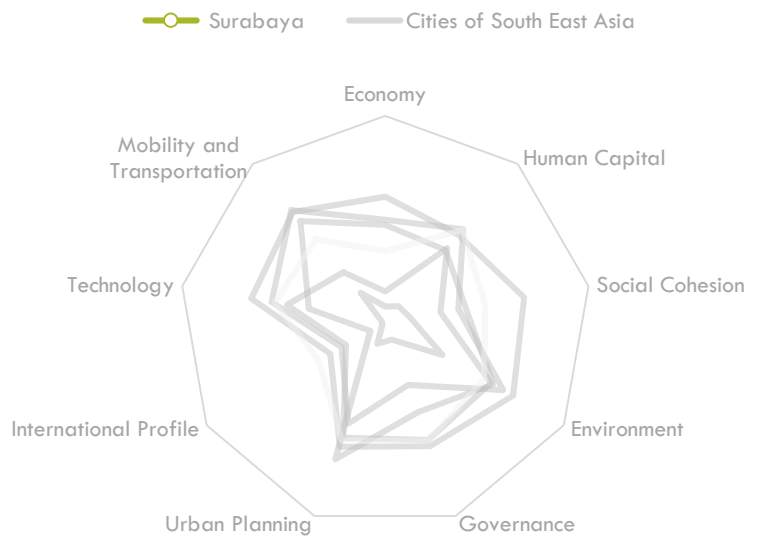 Surabaya
Cities of South East Asia
Economy
Mobility and
Transportation
Human Capital
Technology
Social Cohesion
International Profile
Environment
Urban Planning
Governance